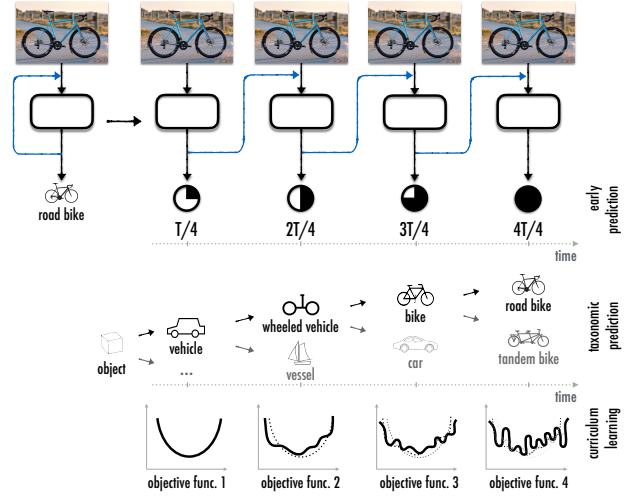 road bike
T/4
2T/4
3T/4
4T/4
early
prediction
time
object
vehicle
...
wheeled vehicle
vessel
bike
car
road bike
tandem bike
taxonomic
prediction
time
curriculum
learning
objective func. 1
objective func. 2
objective func. 3
objective func. 4